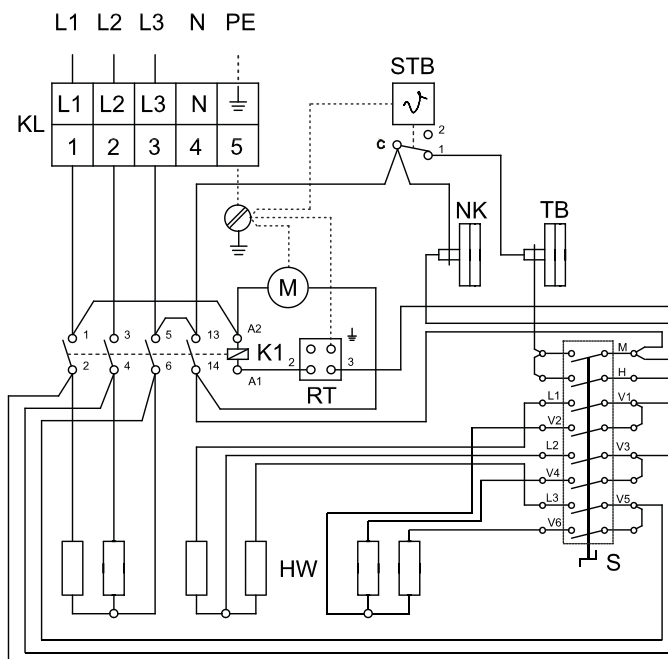 L1 L2 L3 N PE
STB
L1 L2 L3 N
KL
1 2 3 4 5
2
c
1
NK TB
M
1 3 5 13 A2
K1
M
2 3
2 4 6 14 A1
H
RT
L1 V1
V2
L2 V3
V4
L3 V5
V6
HW
S